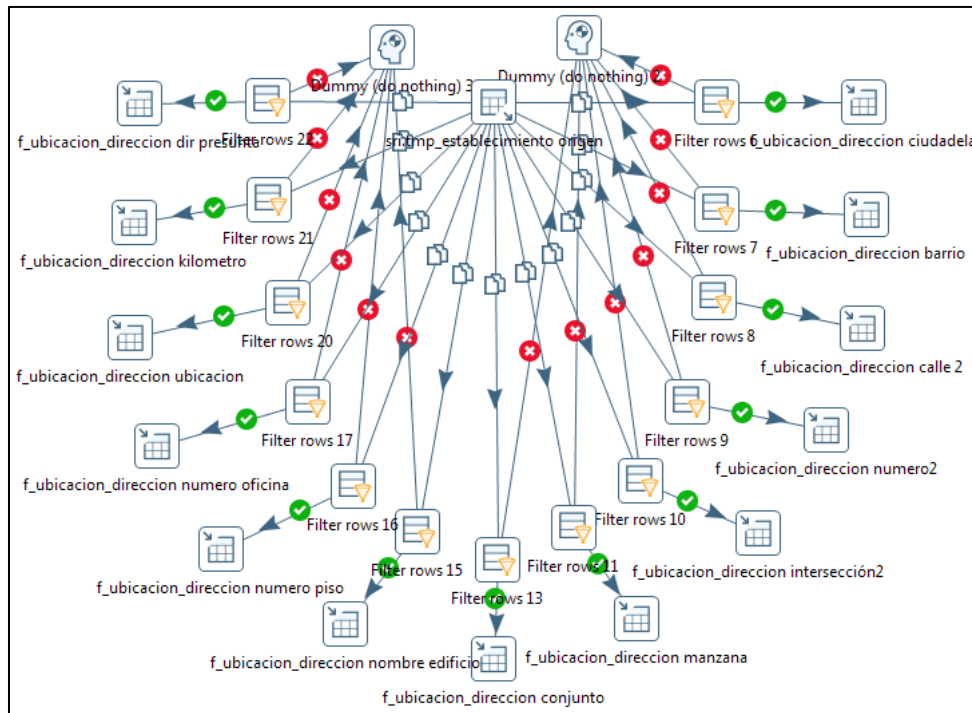 Dummy (do nothing) 3
Dummy (do nothing) 2
f_ubicacion_direccion dir presunta
Filter rows 22
sri.tmp_establecimiento origen
Filter rows 6
f_ubicacion_direccion ciudadela
Filter rows 21
f_ubicacion_direccion kilometro
Filter rows 7
f_ubicacion_direccion barrio
Filter rows 20
f_ubicacion_direccion ubicacion
Filter rows 8
f_ubicacion_direccion calle 2
Filter rows 17
f_ubicacion_direccion numero oficina
Filter rows 9
f_ubicacion_direccion numero2
Filter rows 16
f_ubicacion_direccion numero piso
Filter rows 10
f_ubicacion_direccion intersección2
Filter rows 15
f_ubicacion_direccion nombre edificio
Filter rows 13
f_ubicacion_direccion conjunto
Filter rows 11
f_ubicacion_direccion manzana